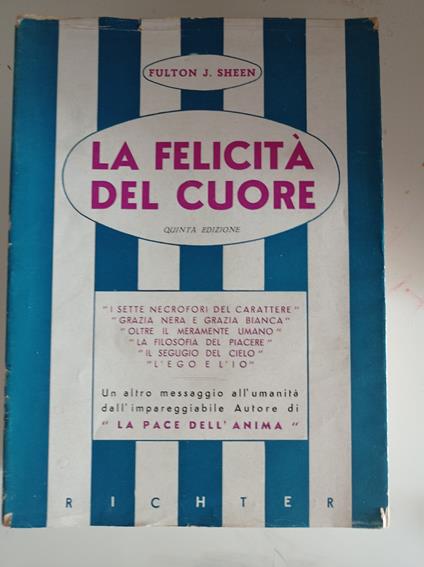 FULTON J. SHEEN
LA FELICITÀ
DEL CUORE
QUINTA EDIZIONE
"I SETTE NECROFORI DEL CARATTERE"
"GRAZIA NERA E GRAZIA BIANCA"
"OLTRE IL MERAMENTE UMANO"
"LA FILOSOFIA DEL PIACERE"
"IL SEGUGIO DEL CIELO"
"L'EGO E L'IO"
Un altro messaggio all'umanità
dall'impareggiabile Autore di
"LA PACE DELL'ANIMA"
RICHTER